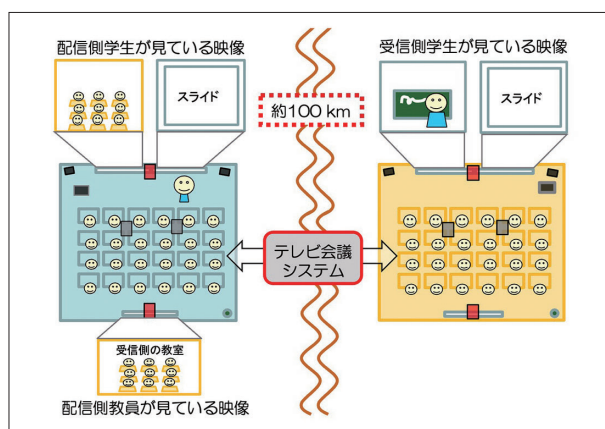 配信側学生が見ている映像
受信側学生が見ている映像
スライド
約100 km
スライド
テレビ会議
システム
受信側の教室
配信側教員が見ている映像